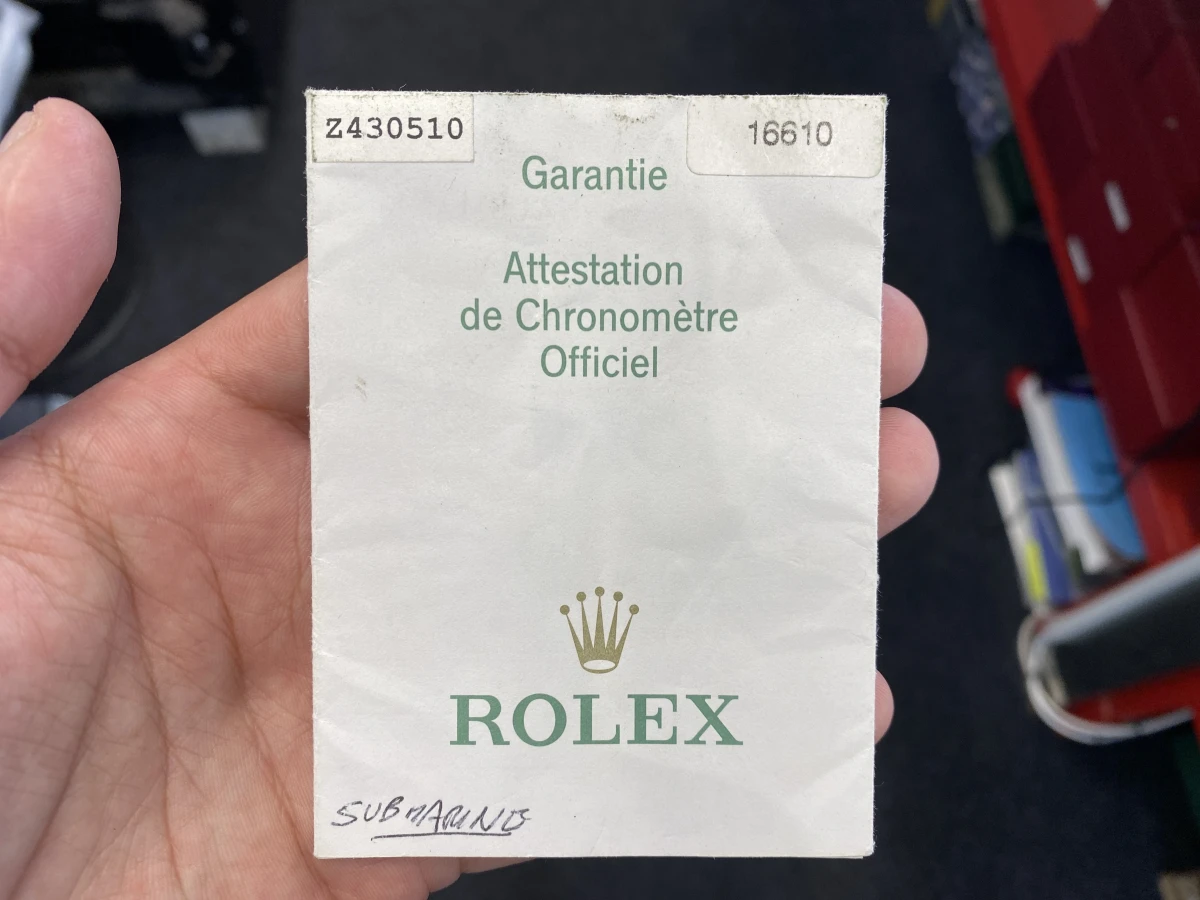 Z430510
16610
Garantie
Attestation
de Chronomètre
Officiel
ROLEX
SUBMARINE